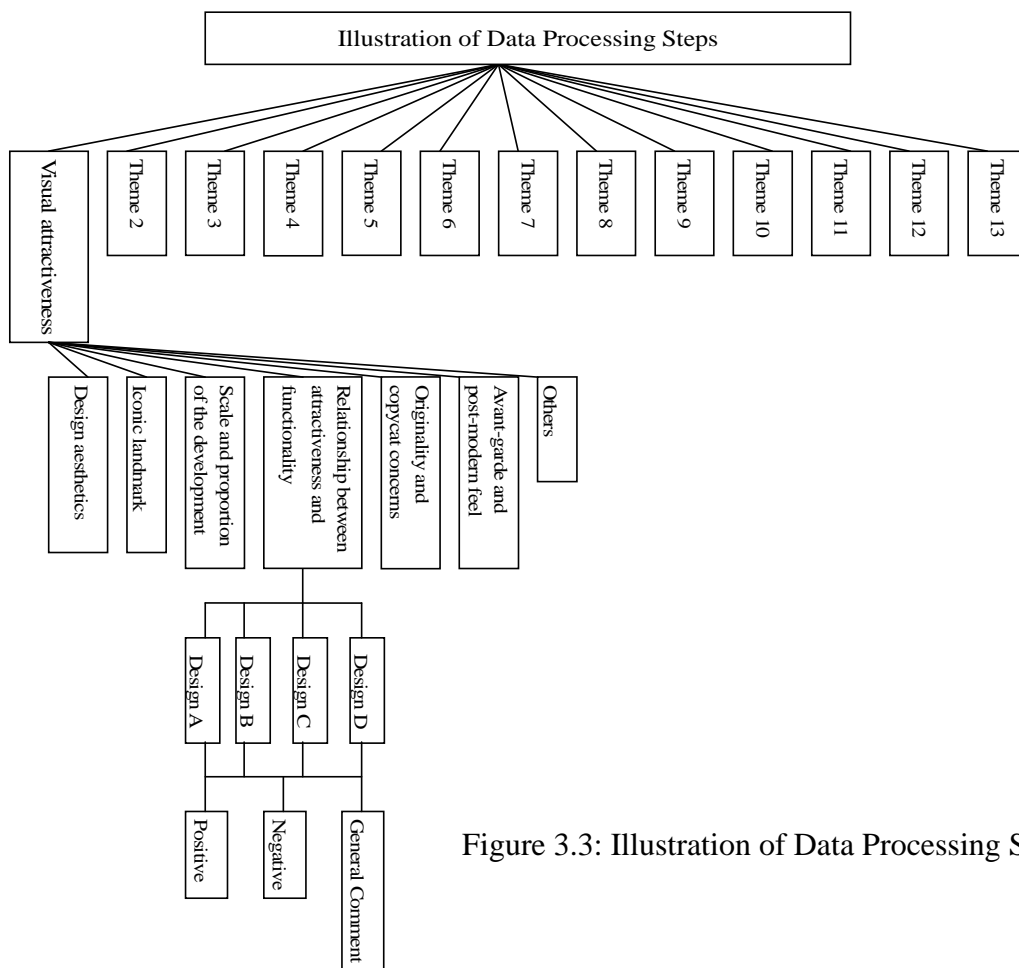 Illustration of Data Processing Steps
Visual attractiveness
Theme 2
Theme 3
Theme 4
Theme 5
Theme 6
Theme 7
Theme 8
Theme 9
Theme 10
Theme 11
Theme 12
Theme 13
Design aesthetics
Iconic landmark
Scale and proportion
of the development
Relationship between
attractiveness and
functionality
Originality and
copycat concerns
Avant-garde and
post-modern feel
Others
Design A
Design B
Design C
Design D
Positive
Negative
General Comment
Figure 3.3: Illustration of Data Processing S